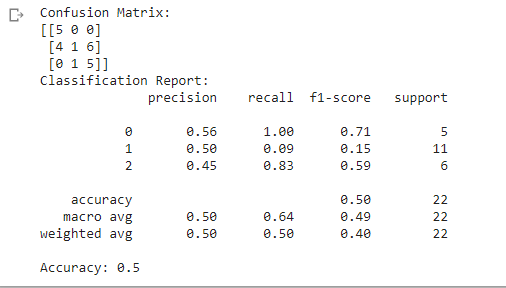 Confusion Matrix:
[[5 0 0]
 [4 1 6]
 [0 1 5]]
Classification Report:
              precision    recall  f1-score   support

           0       0.56      1.00      0.71         5
           1       0.50      0.09      0.15        11
           2       0.45      0.83      0.59         6

    accuracy                           0.50        22
   macro avg       0.50      0.64      0.49        22
weighted avg       0.50      0.50      0.40        22

Accuracy: 0.5